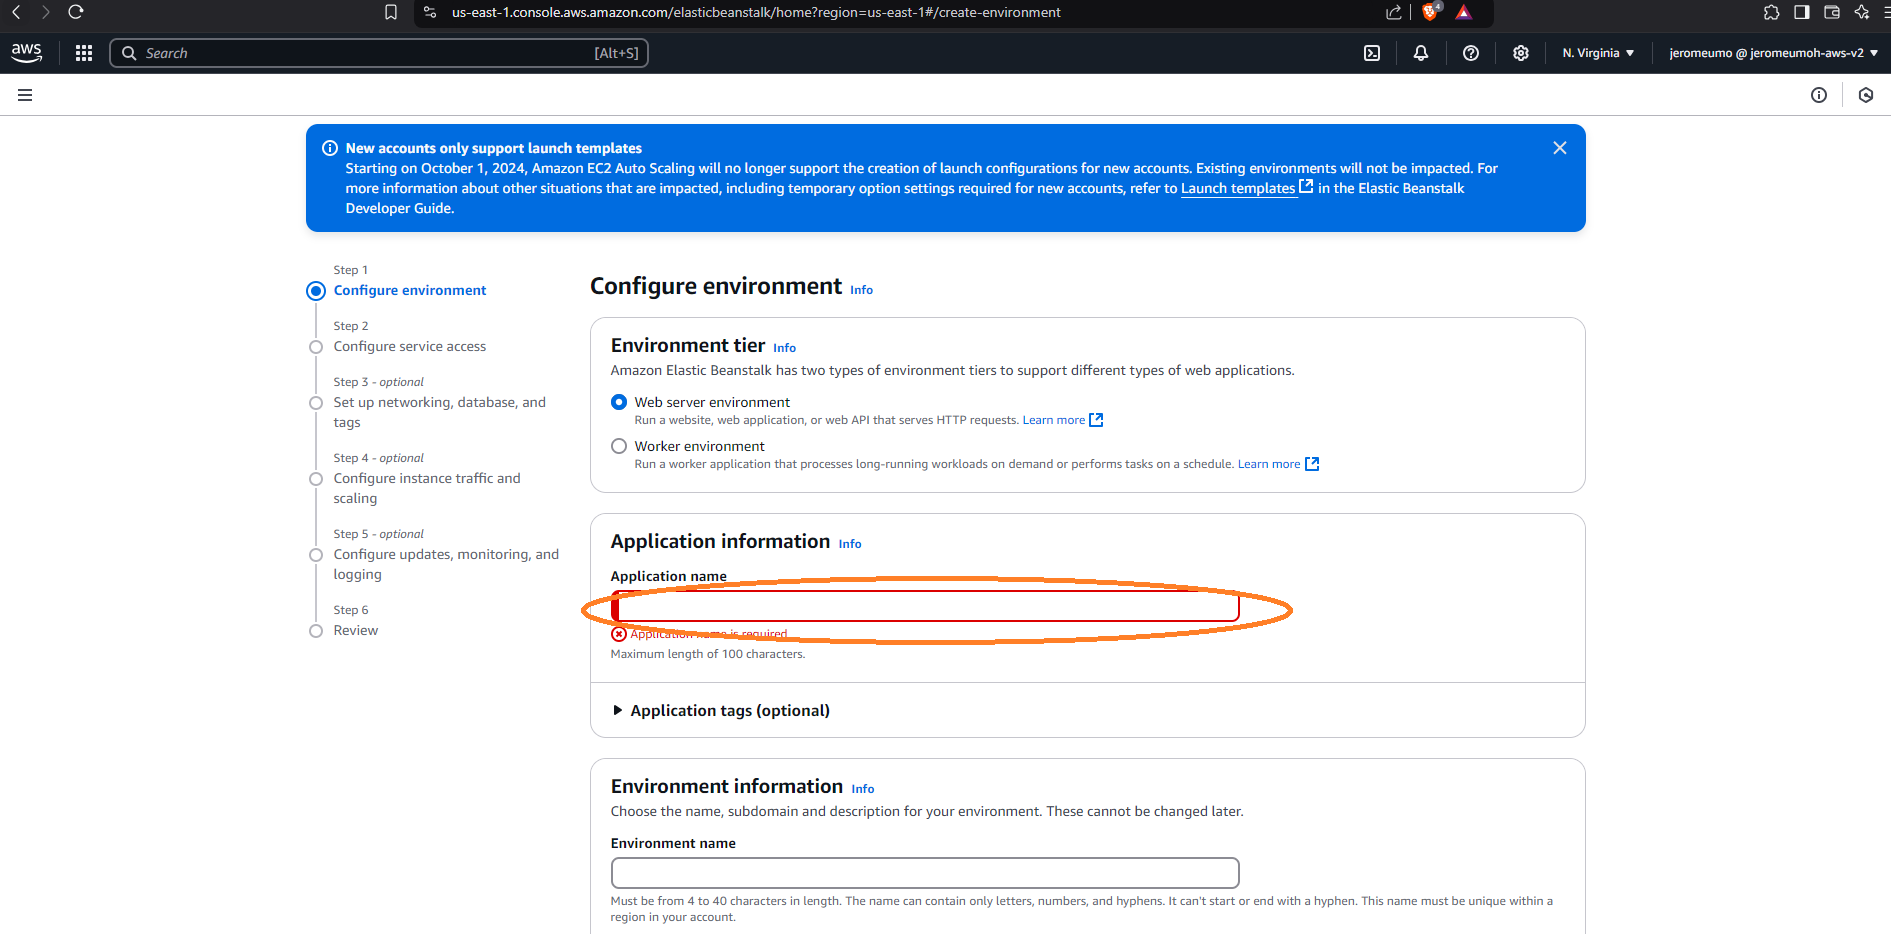 us-east-1.console.aws.amazon.com/elasticbeanstalk/home?region=us-east-1#/create-environment
4
aws
Search
[Alt+S]
N. Virginia
jeromeumo @ jeromeumoh-aws-v2
New accounts only support launch templates
Starting on October 1, 2024, Amazon EC2 Auto Scaling will no longer support the creation of launch configurations for new accounts. Existing environments will not be impacted. For
more information about other situations that are impacted, including temporary option settings required for new accounts, refer to Launch templates in the Elastic Beanstalk
Developer Guide.
Step 1
Configure environment
Step 2
Configure service access
Step 3 - optional
Set up networking, database, and
tags
Step 4 - optional
Configure instance traffic and
scaling
Step 5 - optional
Configure updates, monitoring, and
logging
Step 6
Review
Configure environment Info
Environment tier Info
Amazon Elastic Beanstalk has two types of environment tiers to support different types of web applications.
Web server environment
Run a website, web application, or web API that serves HTTP requests. Learn more
Worker environment
Run a worker application that processes long-running workloads on demand or performs tasks on a schedule. Learn more
Application information Info
Application name
Application name is required
Maximum length of 100 characters.
Application tags (optional)
Environment information Info
Choose the name, subdomain and description for your environment. These cannot be changed later.
Environment name
Must be from 4 to 40 characters in length. The name can contain only letters, numbers, and hyphens. It can't start or end with a hyphen. This name must be unique within a
region in your account.